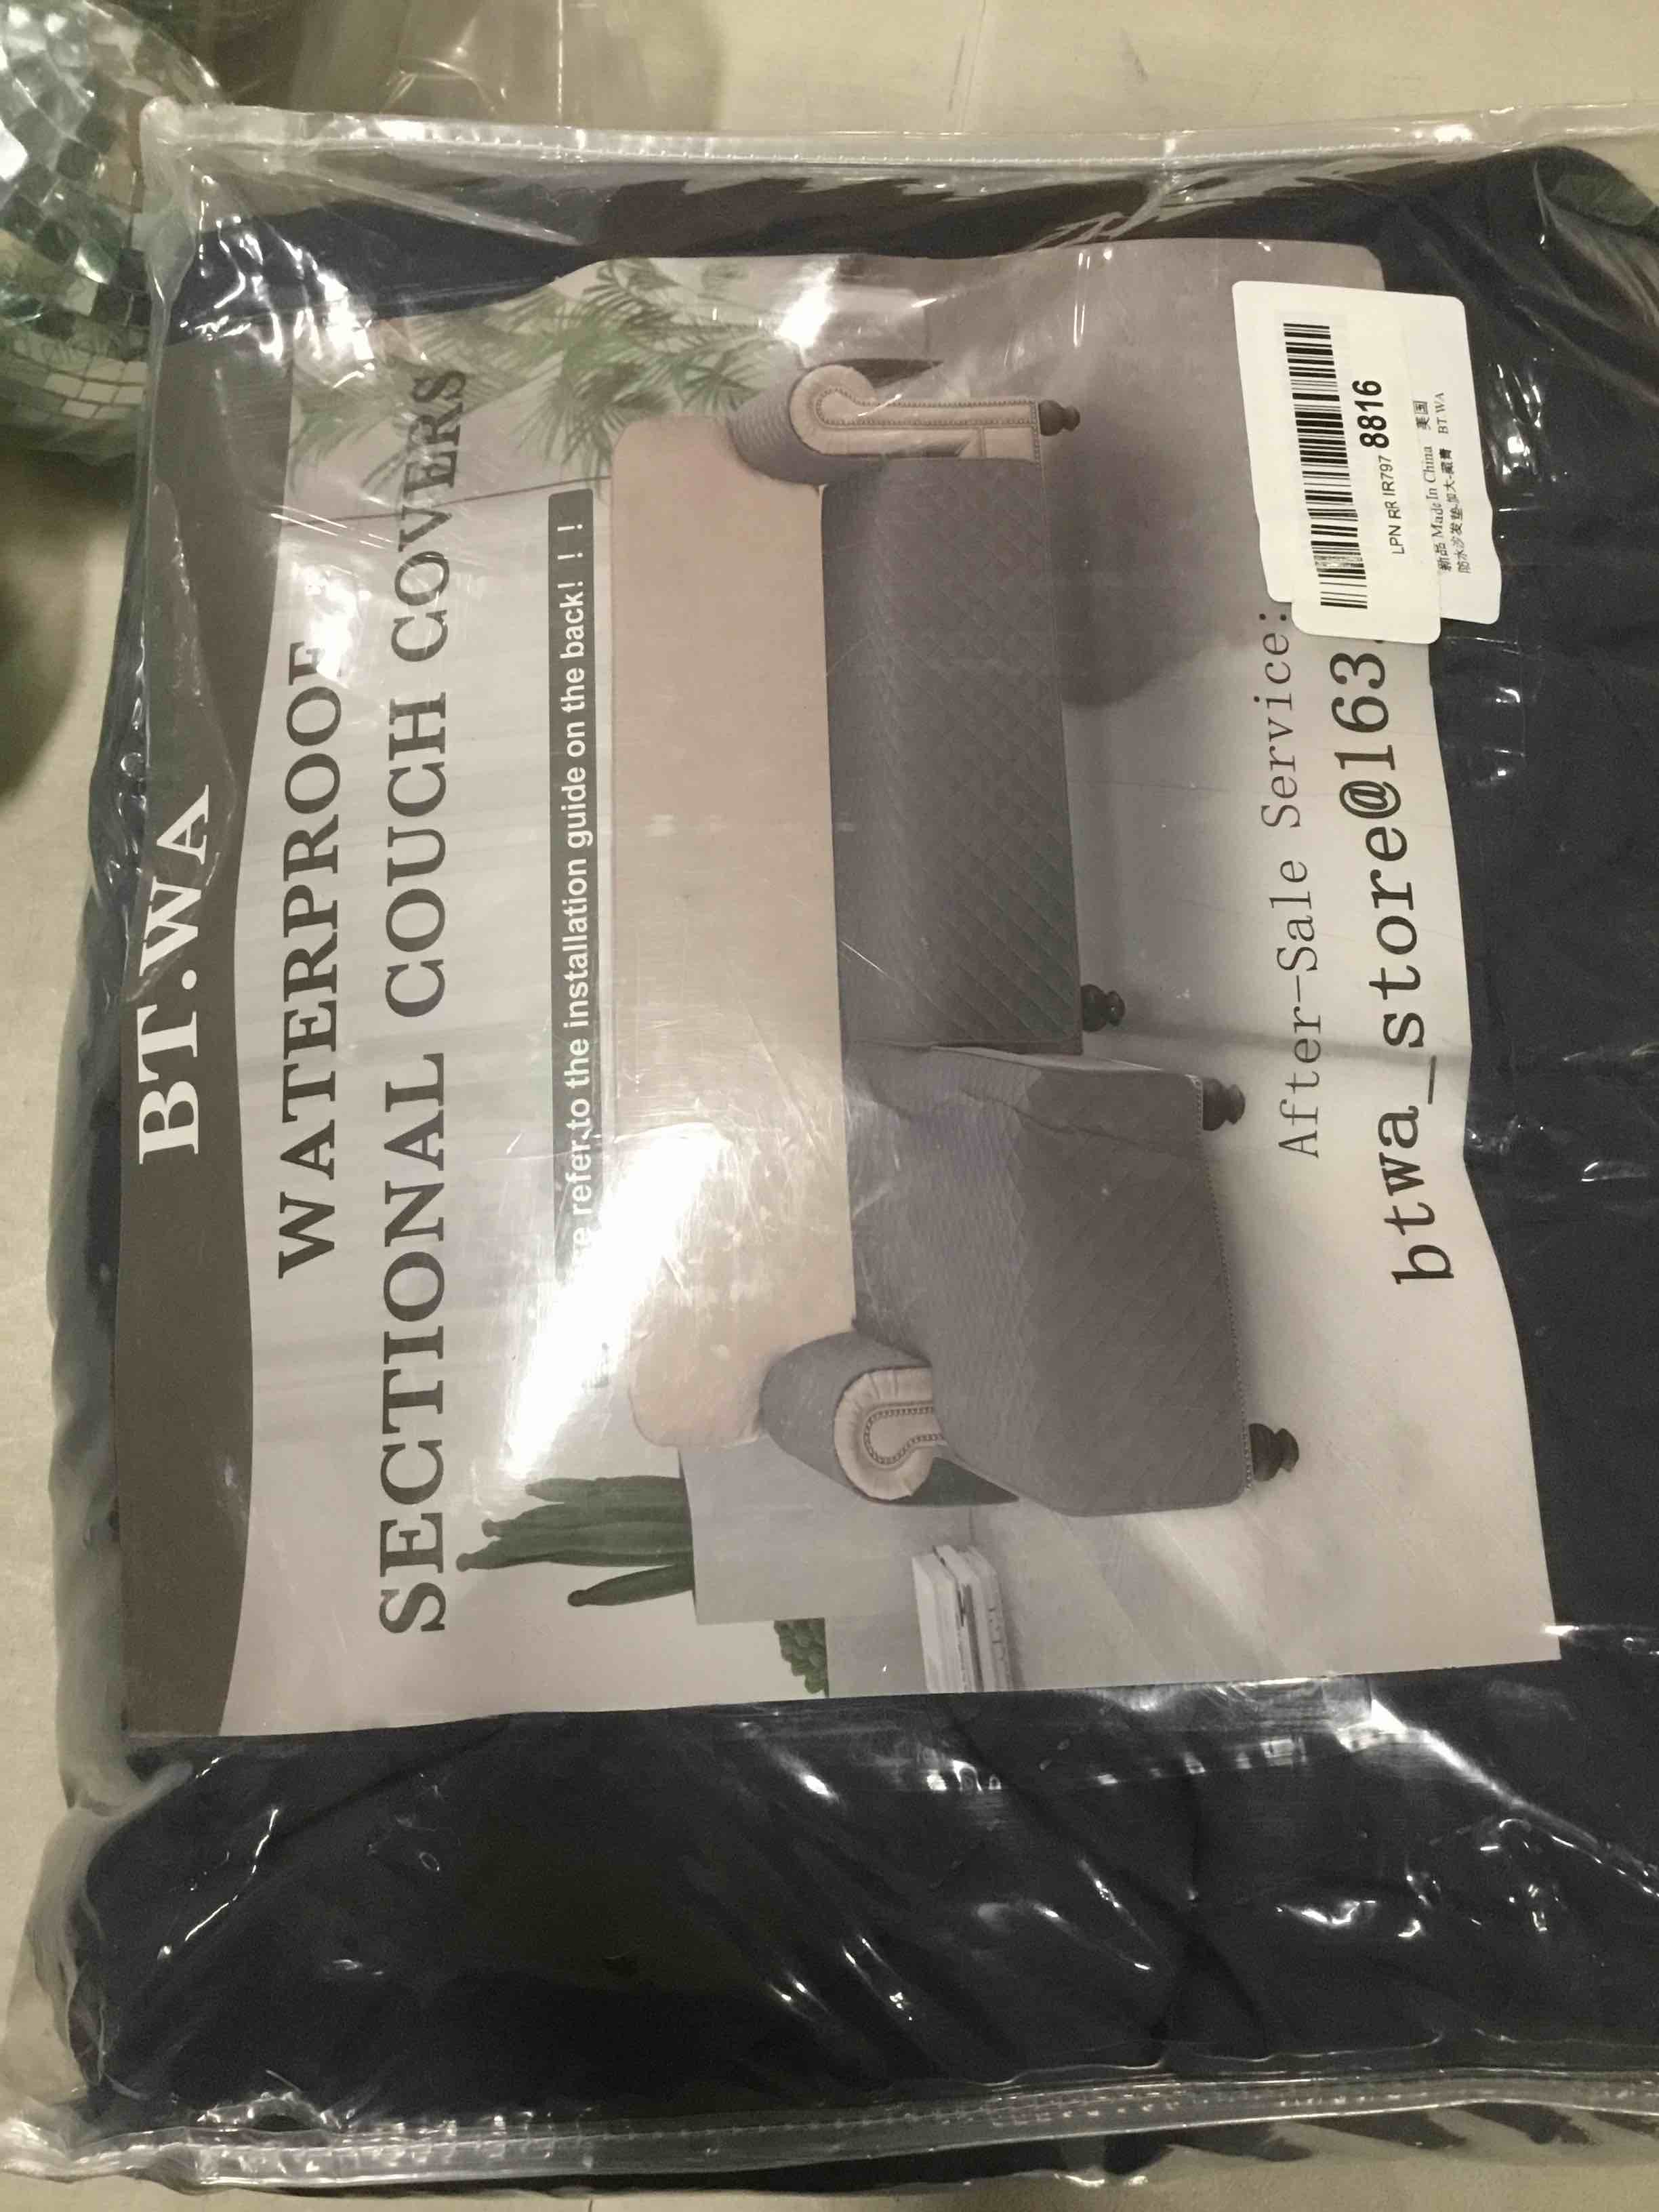 BT.WA
WATERPROOF
SECTIONAL COUCH COVERS
refer to the installation guide on the back! ! !
After-Sale Service:
btwa_store@163.
LPN RR IR797 8816
新品 Made In China 美国
防水沙发垫-加大-藏青 BT.WA